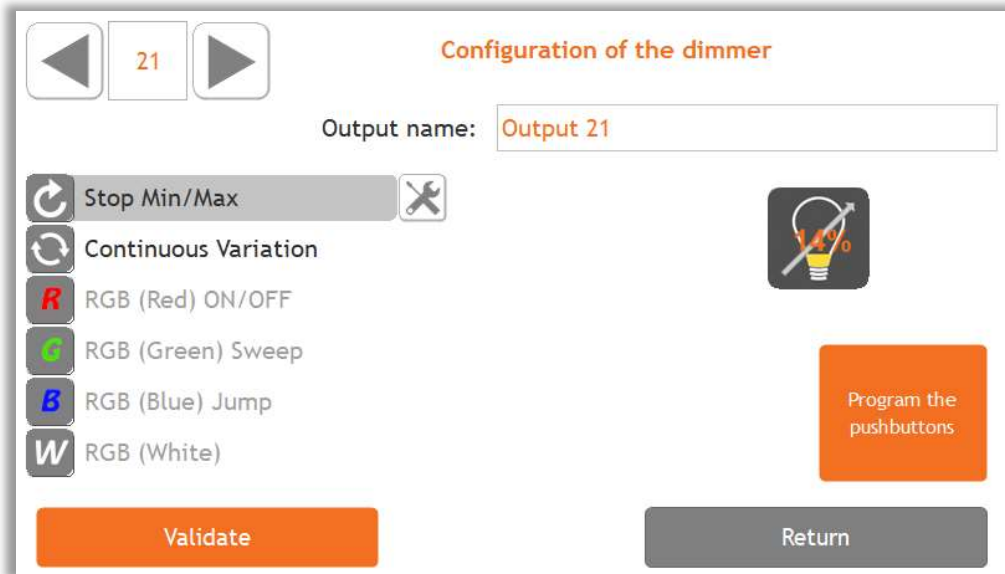 21
Configuration of the dimmer
Output name: Output 21
Stop Min/Max
14%
Continuous Variation
R RGB (Red) ON/OFF
G RGB (Green) Sweep
B RGB (Blue) Jump
W RGB (White)
Program the
pushbuttons
Validate
Return